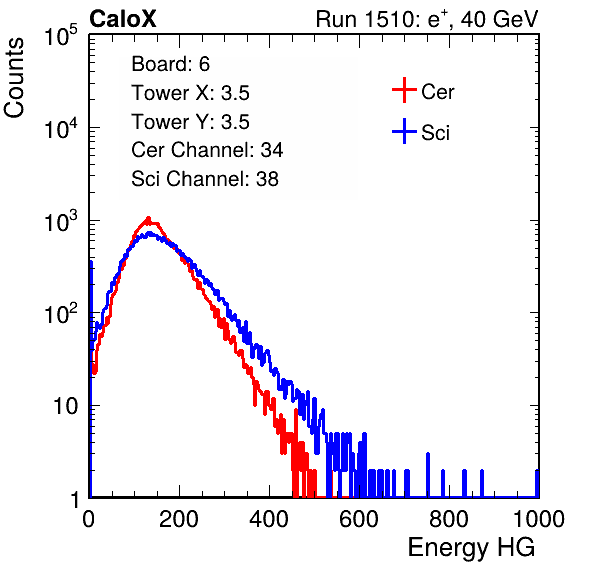 CaloX Run 1510: e⁺, 40 GeV
Counts
10⁵
10⁴
10³
10²
10
1
Board: 6
Tower X: 3.5
Tower Y: 3.5
Cer Channel: 34
Sci Channel: 38
Cer
Sci
0 200 400 600 800 1000
Energy HG